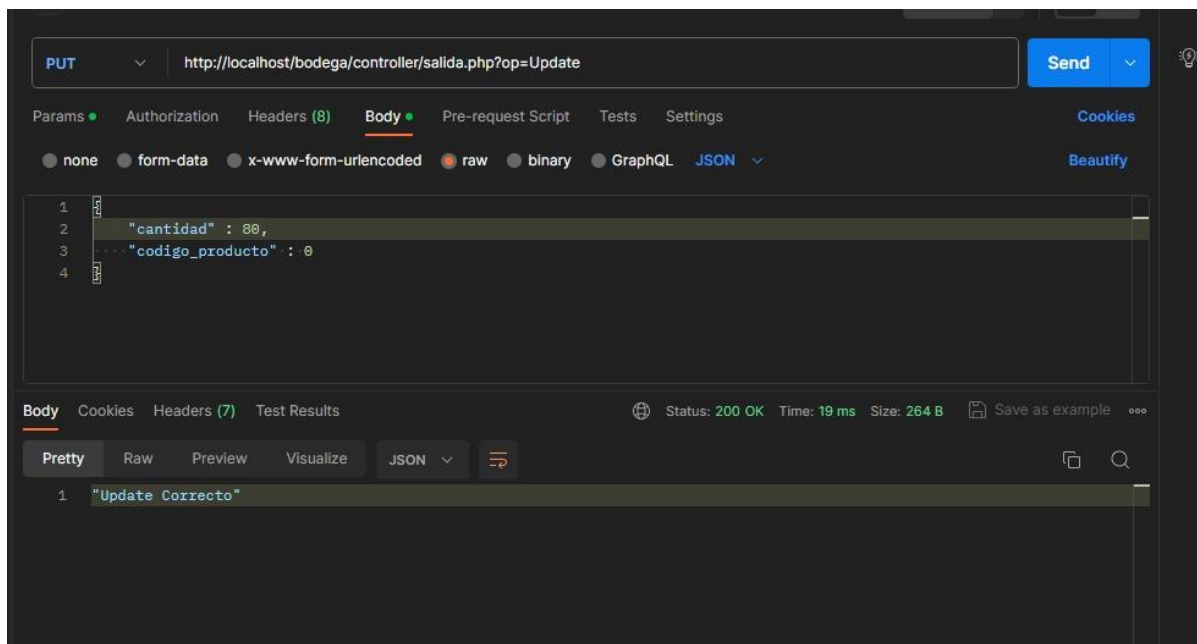 PUT http://localhost/bodega/controller/salida.php?op=Update Send
Params Authorization Headers (8) Body Pre-request Script Tests Settings Cookies
none form-data x-www-form-urlencoded raw binary GraphQL JSON Beautify
1 {
2 "cantidad" : 80,
3 "codigo_producto" : 0
4 }
Body Cookies Headers (7) Test Results Status: 200 OK Time: 19 ms Size: 264 B Save as example
Pretty Raw Preview Visualize JSON
1 "Update Correcto"